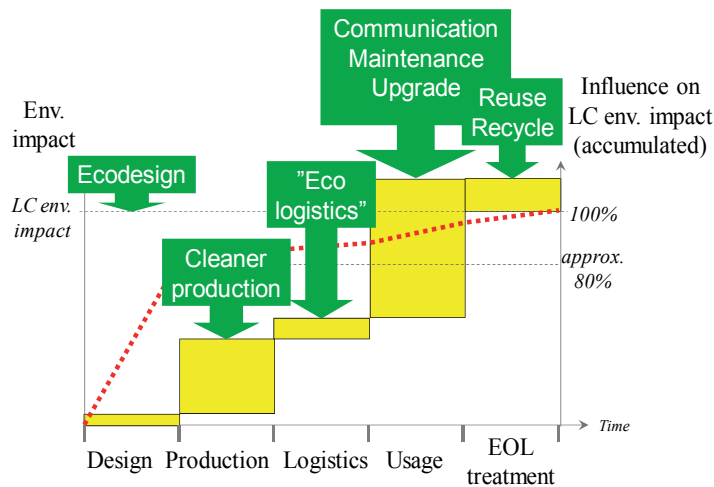 Communication
Maintenance
Upgrade
Reuse
Recycle
Influence on
LC env. impact
(accumulated)
Env.
impact
Ecodesign
"Eco
logistics"
LC env.
impact
100%
Cleaner
production
approx.
80%
Time
Design
Production
Logistics
Usage
EOL
treatment